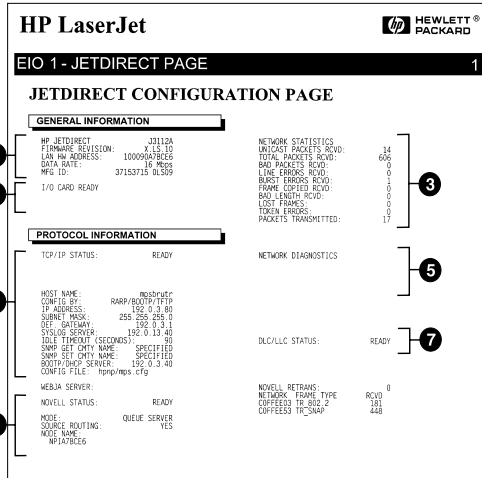 HP LaserJet
hp HEWLETT® PACKARD
EIO 1 - JETDIRECT PAGE 1
JETDIRECT CONFIGURATION PAGE
GENERAL INFORMATION
HP JETDIRECT J3112A
FIRMWARE REVISION: X.LS.10
LAN HW ADDRESS: 100090A7BCE6
DATA RATE: 16 Mbps
MFG ID: 37153715 0LS09
I/O CARD READY
NETWORK STATISTICS
UNICAST PACKETS RCVD: 14
TOTAL PACKETS RCVD: 606
BAD PACKETS RCVD: 0
LINE ERRORS RCVD: 0
BURST ERRORS RCVD: 1
FRAME COPIED RCVD: 0
BAD LENGTH RCVD: 0
LOST FRAMES: 0
TOKEN ERRORS: 0
PACKETS TRANSMITTED: 17
3
PROTOCOL INFORMATION
TCP/IP STATUS: READY
HOST NAME: mpsbrutr
CONFIG BY: RARP/BOOTP/TFTP
IP ADDRESS: 192.0.3.80
SUBNET MASK: 255.255.255.0
DEF. GATEWAY: 192.0.3.1
SYSLOG SERVER: 192.0.13.40
IDLE TIMEOUT (SECONDS): 90
SNMP GET CMTY NAME: SPECIFIED
SNMP SET CMTY NAME: SPECIFIED
BOOTP/DHCP SERVER: 192.0.3.40
CONFIG FILE: hpnp/mps.cfg
NETWORK DIAGNOSTICS
5
DLC/LLC STATUS: READY
7
WEBJA SERVER:
NOVELL STATUS: READY
MODE: QUEUE SERVER
SOURCE ROUTING: YES
NODE NAME:
NPIA7BCE6
NOVELL RETRANS: 0
NETWORK FRAME TYPE RCVD
COFFEE03 TR_802.2 181
COFFEE53 TR_SNAP 448